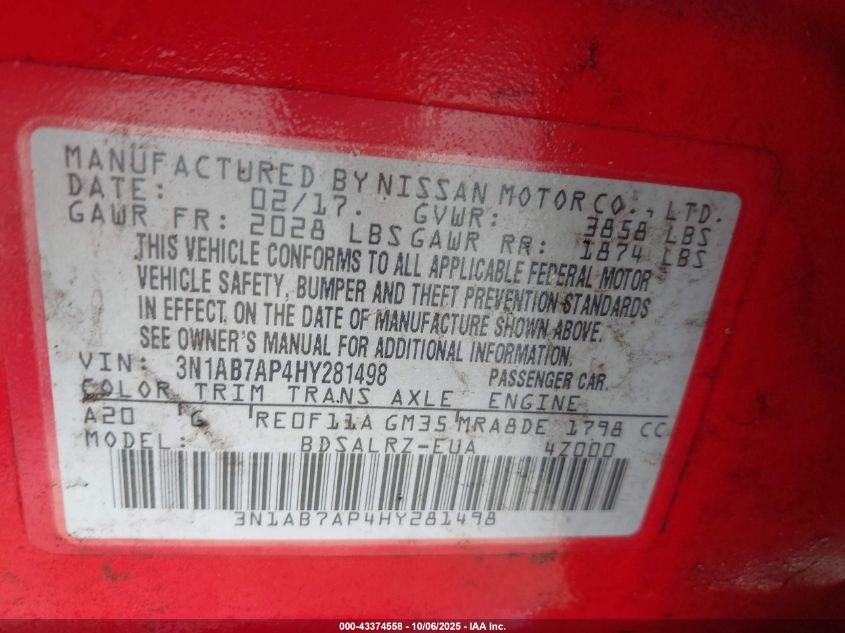 MANUFACTURED BY NISSAN MOTOR CO., LTD.
DATE: 02/17. GVWR: 3858 LBS
GAWR FR: 2028 LBS GAWR RR: 1874 LBS
THIS VEHICLE CONFORMS TO ALL APPLICABLE FEDERAL MOTOR
VEHICLE SAFETY, BUMPER AND THEFT PREVENTION STANDARDS
IN EFFECT, ON THE DATE OF MANUFACTURE SHOWN ABOVE.
SEE OWNER'S MANUAL FOR ADDITIONAL INFORMATION.
VIN: 3N1AB7AP4HY281498 PASSENGER CAR.
COLOR TRIM TRANS AXLE ENGINE
A20 G RE0F11A GM35 MRA8DE 1798 CC
MODEL: BDSALRZ-EUA 47000
3N1AB7AP4HY281498
000-43374558 - 10/06/2025 - IAA Inc.